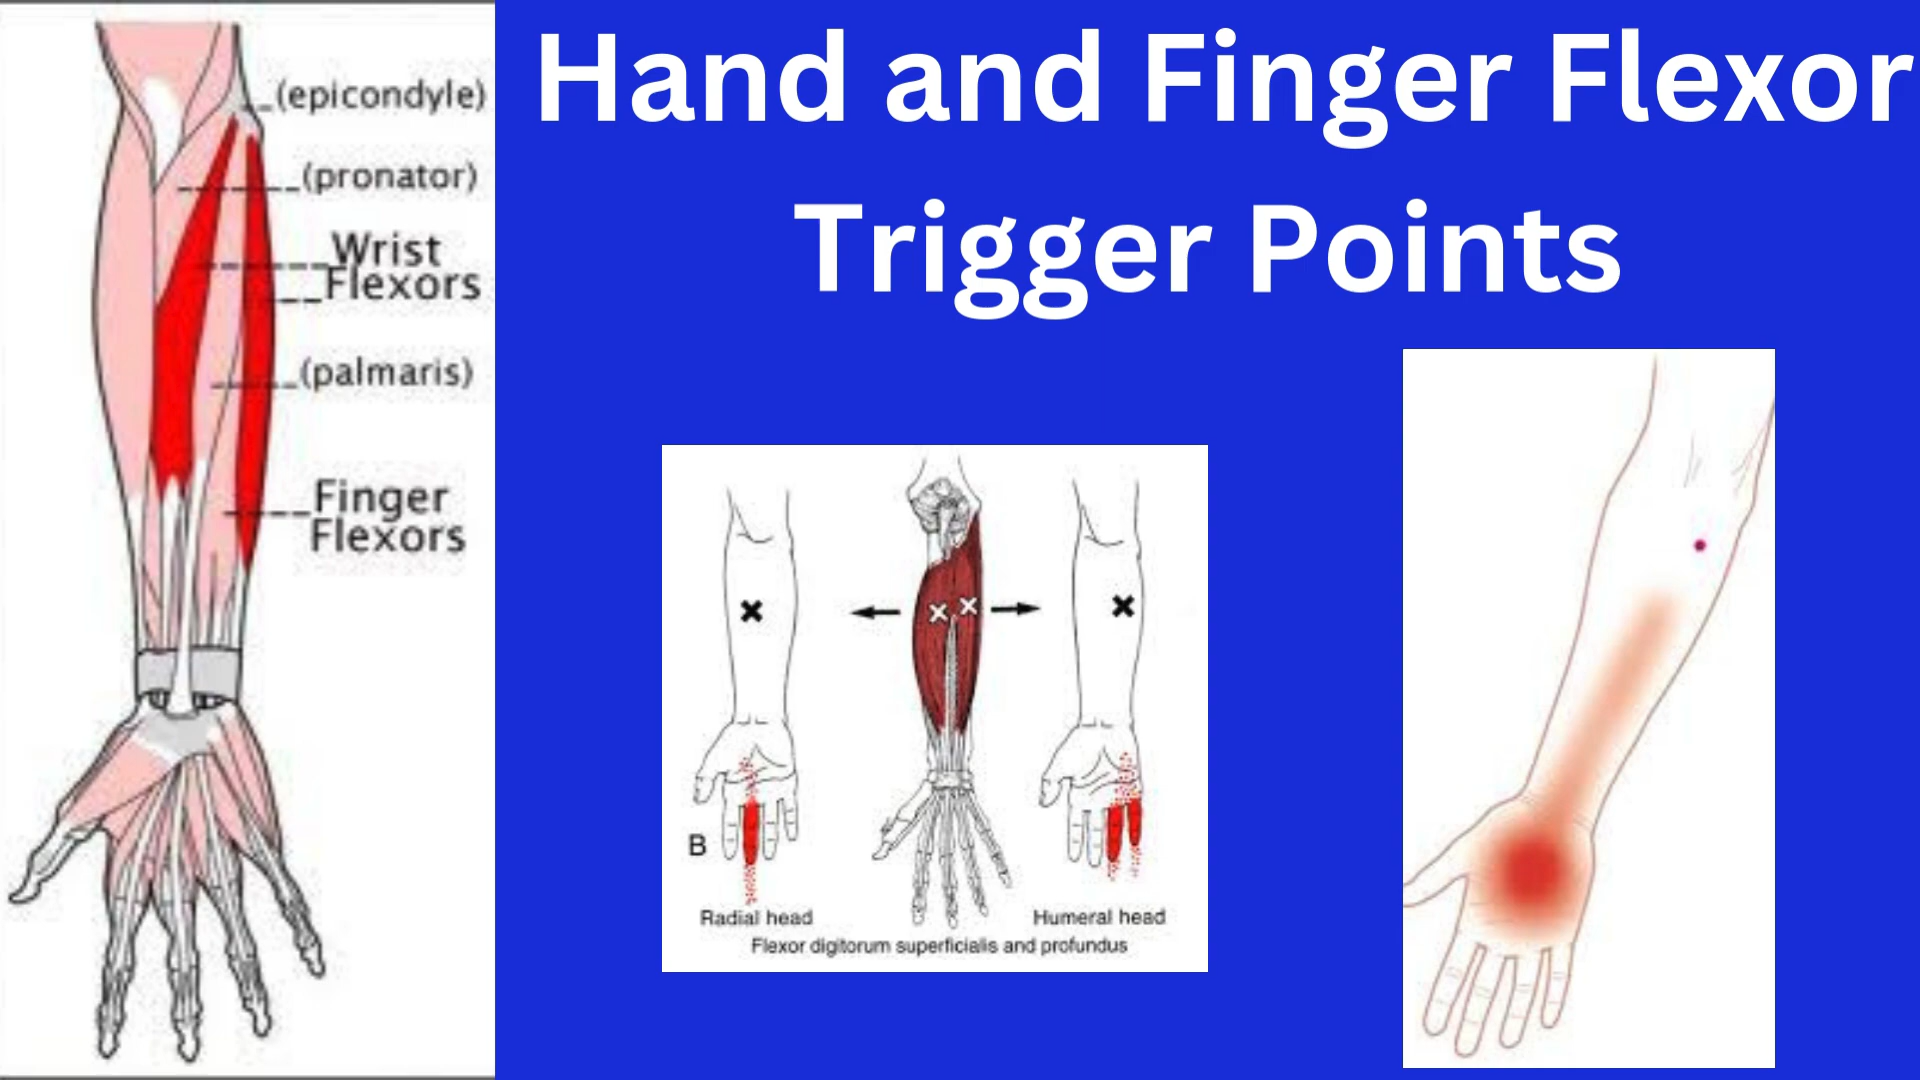 Hand and Finger Flexor
Trigger Points
(epicondyle)
(pronator)
Wrist
Flexors
(palmaris)
Finger
Flexors
B
Radial head
Humeral head
Flexor digitorum superficialis and profundus